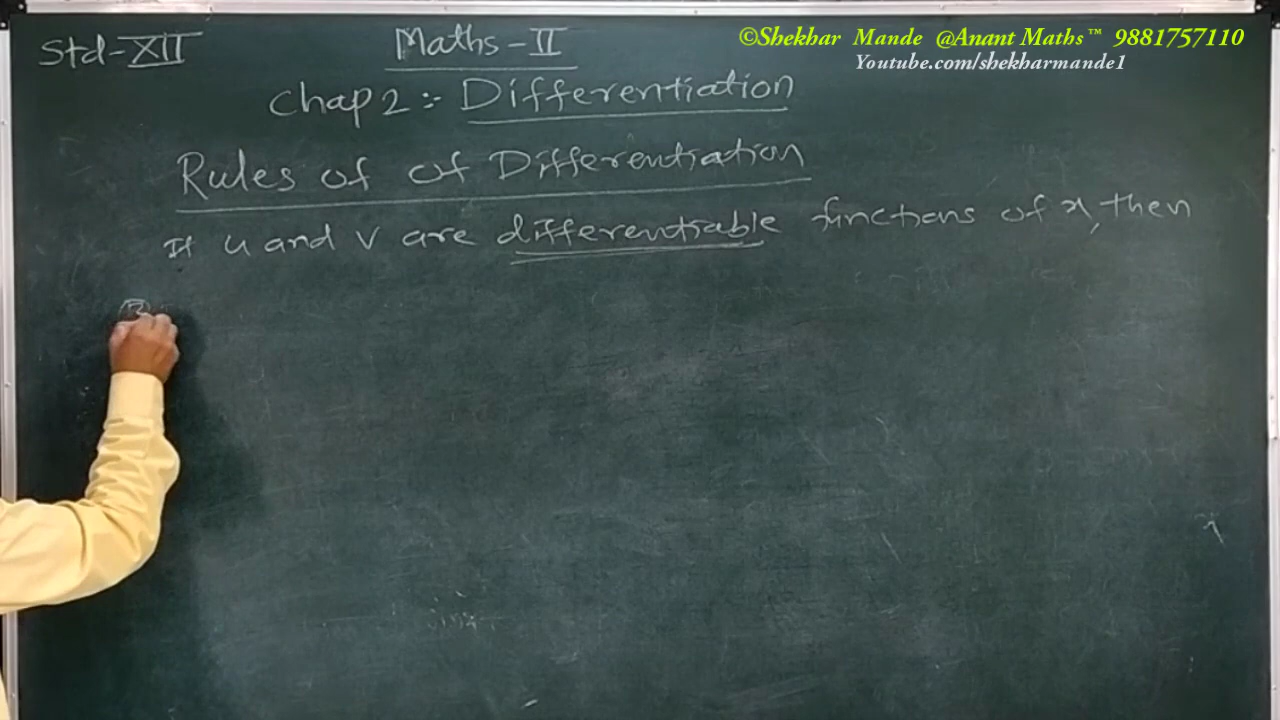 ©Shekhar Mande @Anant Maths™ 9881757110
Youtube.com/shekharmande1
Std-XII
Maths-II
Chap 2:- Differentiation
Rules of of Differentiation
If u and v are differentiable functions of x, then